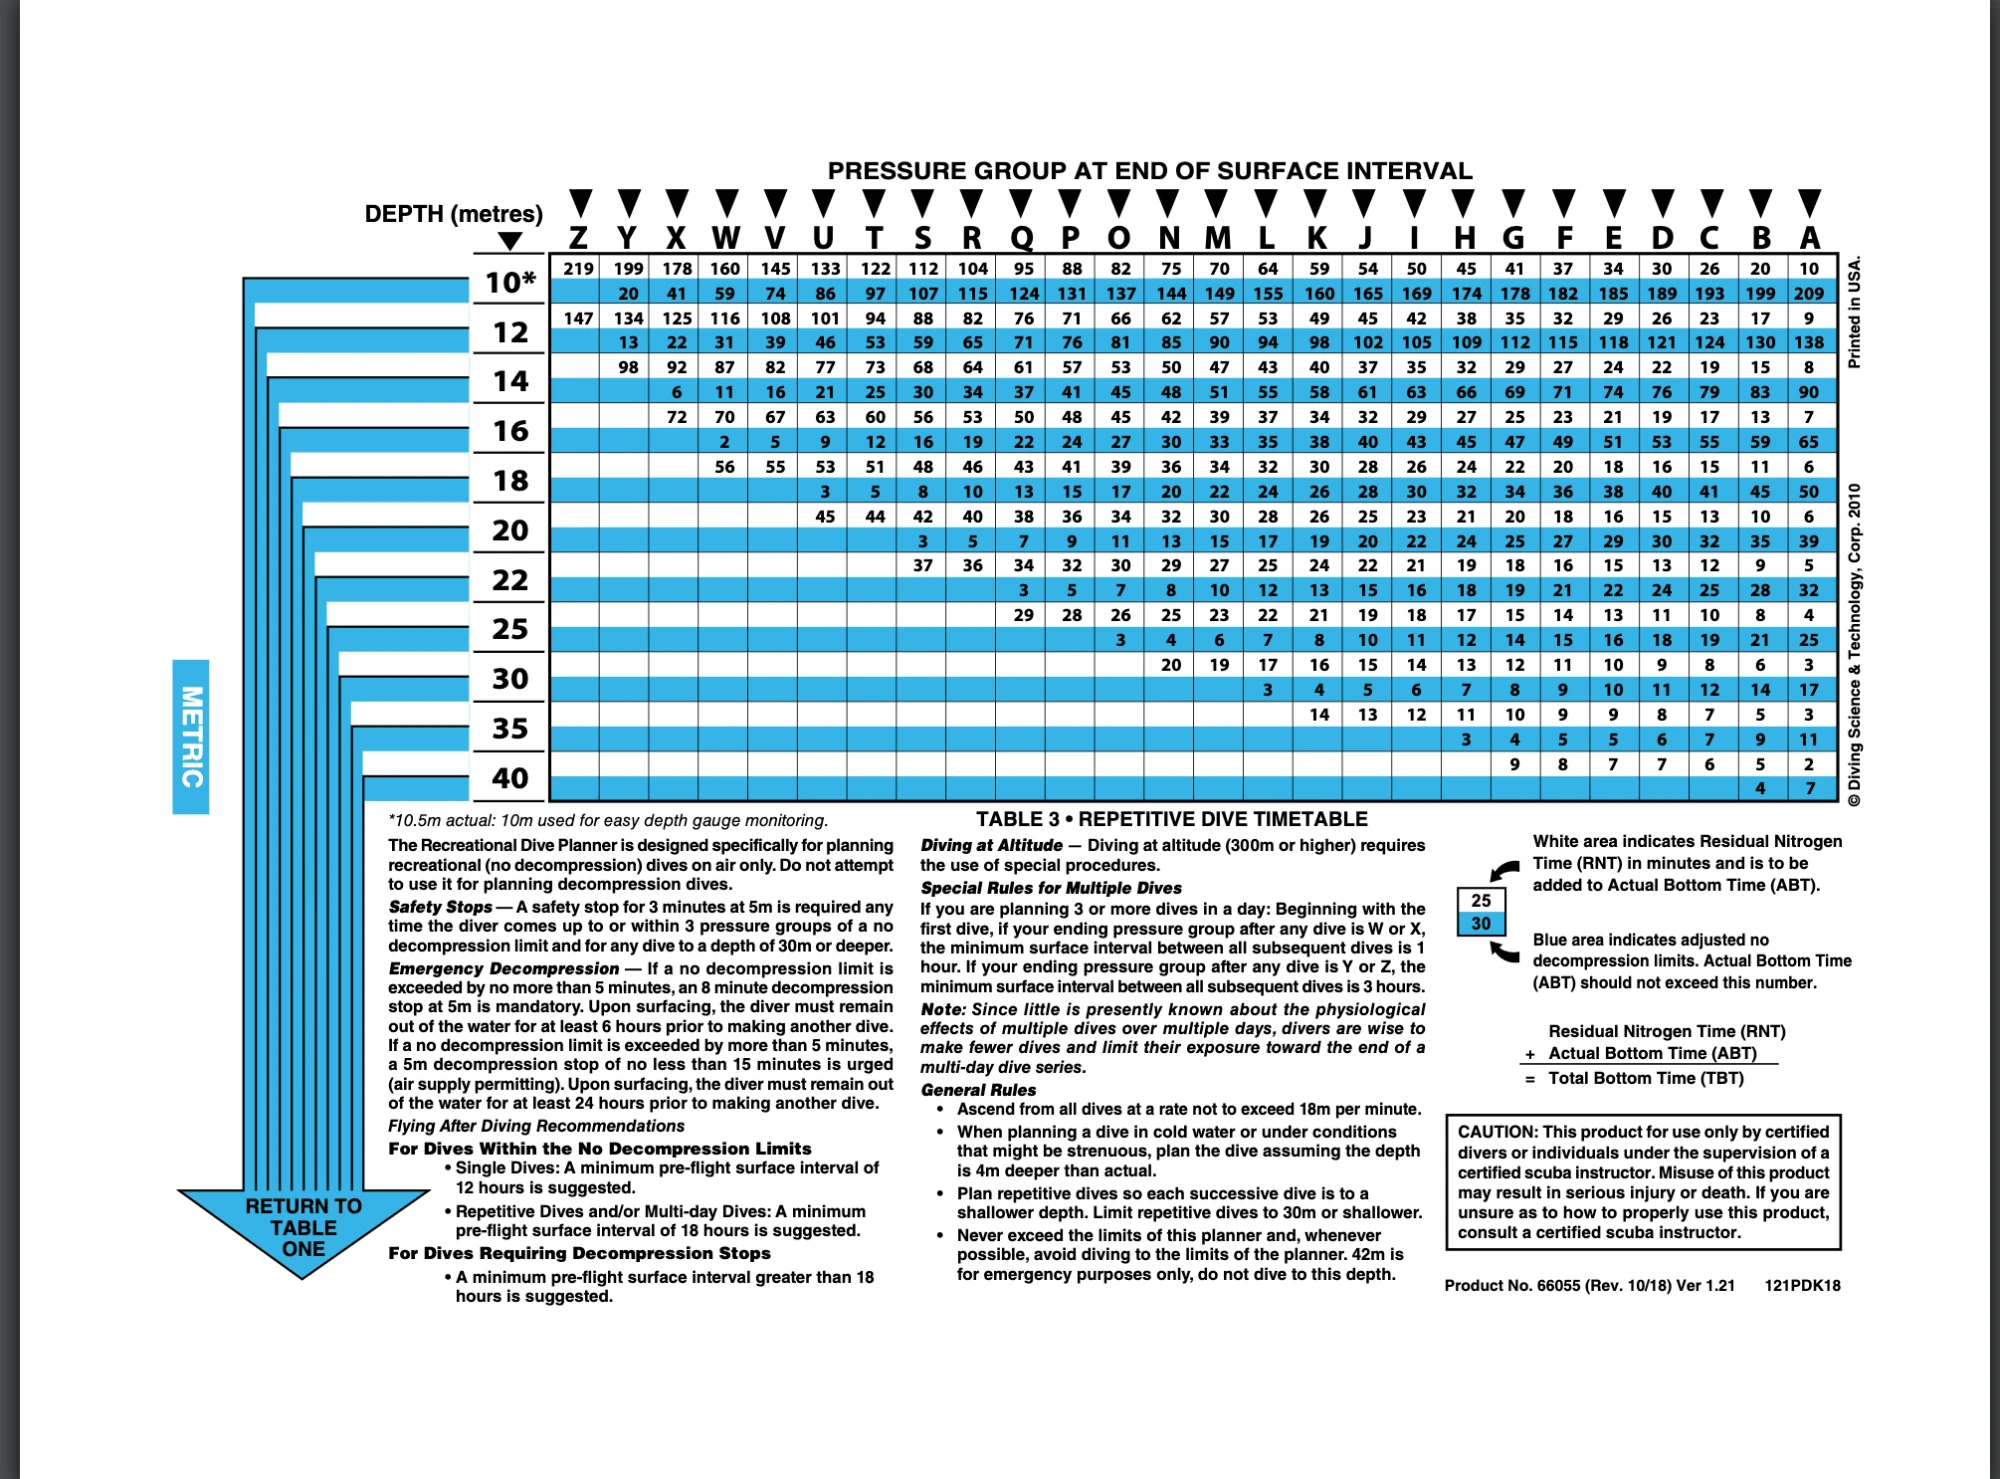 PRESSURE GROUP AT END OF SURFACE INTERVAL
DEPTH (metres)
Z Y X W V U T S R Q P O N M L K J I H G F E D C B A
10* 219 199 178 160 145 133 122 112 104 95 88 82 75 70 64 59 54 50 45 41 37 34 30 26 20 10
20 41 59 74 86 97 107 115 124 131 137 144 149 155 160 165 169 174 178 182 185 189 193 199 209
12 147 134 125 116 108 101 94 88 82 76 71 66 62 57 53 49 45 42 38 35 32 29 26 23 17 9
13 22 31 39 46 53 59 65 71 76 81 85 90 94 98 102 105 109 112 115 118 121 124 130 138
14 98 92 87 82 77 73 68 64 61 57 53 50 47 43 40 37 35 32 29 27 24 22 19 15 8
6 11 16 21 25 30 34 37 41 45 48 51 55 58 61 63 66 69 71 74 76 79 83 90
16 72 70 67 63 60 56 53 50 48 45 42 39 37 34 32 29 27 25 23 21 19 17 13 7
2 5 9 12 16 19 22 24 27 30 33 35 38 40 43 45 47 49 51 53 55 59 65
18 56 55 53 51 48 46 43 41 39 36 34 32 30 28 26 24 22 20 18 16 15 11 6
3 5 8 10 13 15 17 20 22 24 26 28 30 32 34 36 38 40 41 45 50
20 45 44 42 40 38 36 34 32 30 28 26 25 23 21 20 18 16 15 13 10 6
3 5 7 9 11 13 15 17 19 20 22 24 25 27 29 30 32 35 39
22 37 36 34 32 30 29 27 25 24 22 21 19 18 16 15 13 12 9 5
3 5 7 8 10 12 13 15 16 18 19 21 22 24 25 28 32
25 29 28 26 25 23 22 21 19 18 17 15 14 13 11 10 8 4
3 4 6 7 8 10 11 12 14 15 16 18 19 21 25
30 20 19 17 16 15 14 13 12 11 10 9 8 6 3
3 4 5 6 7 8 9 10 11 12 14 17
35 14 13 12 11 10 9 9 8 7 5 3
3 4 5 5 6 7 9 11
40 9 8 7 7 6 5 2
4 7
Printed in USA.
© Diving Science & Technology, Corp. 2010
METRIC
RETURN TO
TABLE
ONE
*10.5m actual: 10m used for easy depth gauge monitoring.
The Recreational Dive Planner is designed specifically for planning
recreational (no decompression) dives on air only. Do not attempt
to use it for planning decompression dives.
Safety Stops — A safety stop for 3 minutes at 5m is required any
time the diver comes up to or within 3 pressure groups of a no
decompression limit and for any dive to a depth of 30m or deeper.
Emergency Decompression — If a no decompression limit is
exceeded by no more than 5 minutes, an 8 minute decompression
stop at 5m is mandatory. Upon surfacing, the diver must remain
out of the water for at least 6 hours prior to making another dive.
If a no decompression limit is exceeded by more than 5 minutes,
a 5m decompression stop of no less than 15 minutes is urged
(air supply permitting). Upon surfacing, the diver must remain out
of the water for at least 24 hours prior to making another dive.
Flying After Diving Recommendations
For Dives Within the No Decompression Limits
• Single Dives: A minimum pre-flight surface interval of
12 hours is suggested.
• Repetitive Dives and/or Multi-day Dives: A minimum
pre-flight surface interval of 18 hours is suggested.
For Dives Requiring Decompression Stops
• A minimum pre-flight surface interval greater than 18
hours is suggested.
TABLE 3 • REPETITIVE DIVE TIMETABLE
Diving at Altitude — Diving at altitude (300m or higher) requires
the use of special procedures.
Special Rules for Multiple Dives
If you are planning 3 or more dives in a day: Beginning with the
first dive, if your ending pressure group after any dive is W or X,
the minimum surface interval between all subsequent dives is 1
hour. If your ending pressure group after any dive is Y or Z, the
minimum surface interval between all subsequent dives is 3 hours.
Note: Since little is presently known about the physiological
effects of multiple dives over multiple days, divers are wise to
make fewer dives and limit their exposure toward the end of a
multi-day dive series.
General Rules
• Ascend from all dives at a rate not to exceed 18m per minute.
• When planning a dive in cold water or under conditions
that might be strenuous, plan the dive assuming the depth
is 4m deeper than actual.
• Plan repetitive dives so each successive dive is to a
shallower depth. Limit repetitive dives to 30m or shallower.
• Never exceed the limits of this planner and, whenever
possible, avoid diving to the limits of the planner. 42m is
for emergency purposes only, do not dive to this depth.
White area indicates Residual Nitrogen
Time (RNT) in minutes and is to be
added to Actual Bottom Time (ABT).
25
30
Blue area indicates adjusted no
decompression limits. Actual Bottom Time
(ABT) should not exceed this number.
Residual Nitrogen Time (RNT)
+ Actual Bottom Time (ABT)
= Total Bottom Time (TBT)
CAUTION: This product for use only by certified
divers or individuals under the supervision of a
certified scuba instructor. Misuse of this product
may result in serious injury or death. If you are
unsure as to how to properly use this product,
consult a certified scuba instructor.
Product No. 66055 (Rev. 10/18) Ver 1.21 121PDK18